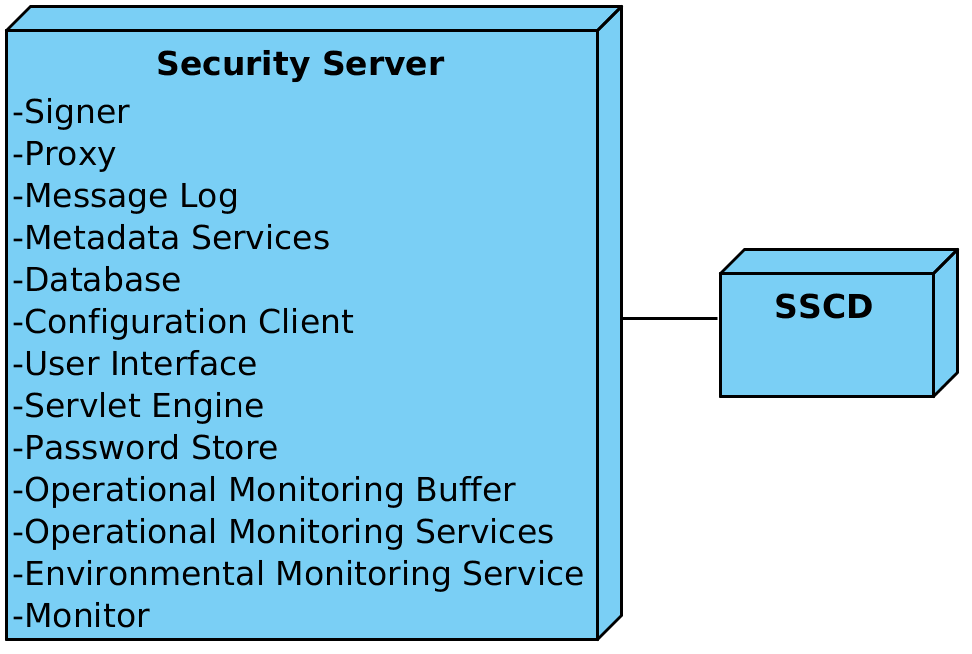 Security Server
-Signer
-Proxy
-Message Log
-Metadata Services
-Database
-Configuration Client
-User Interface
-Servlet Engine
-Password Store
-Operational Monitoring Buffer
-Operational Monitoring Services
-Environmental Monitoring Service
-Monitor
SSCD